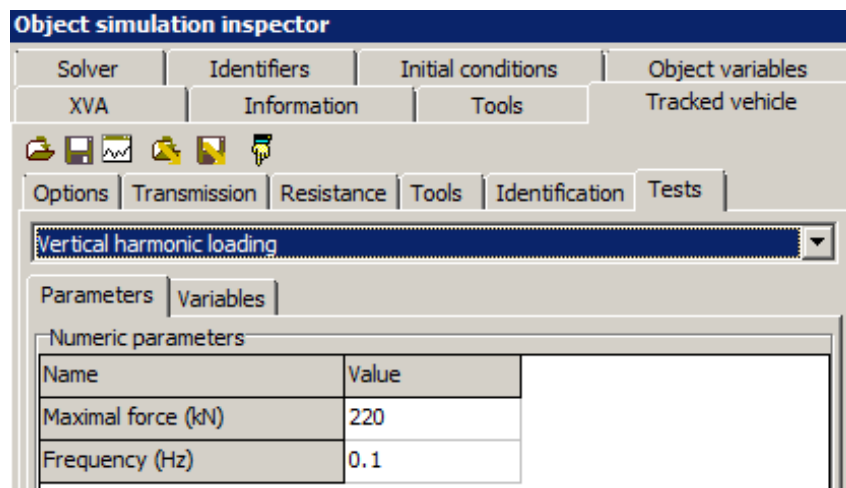 Object simulation inspector
Solver Identifiers Initial conditions Object variables
XVA Information Tools Tracked vehicle
Options Transmission Resistance Tools Identification Tests
Vertical harmonic loading
Parameters Variables
Numeric parameters
Name Value
Maximal force (kN) 220
Frequency (Hz) 0.1